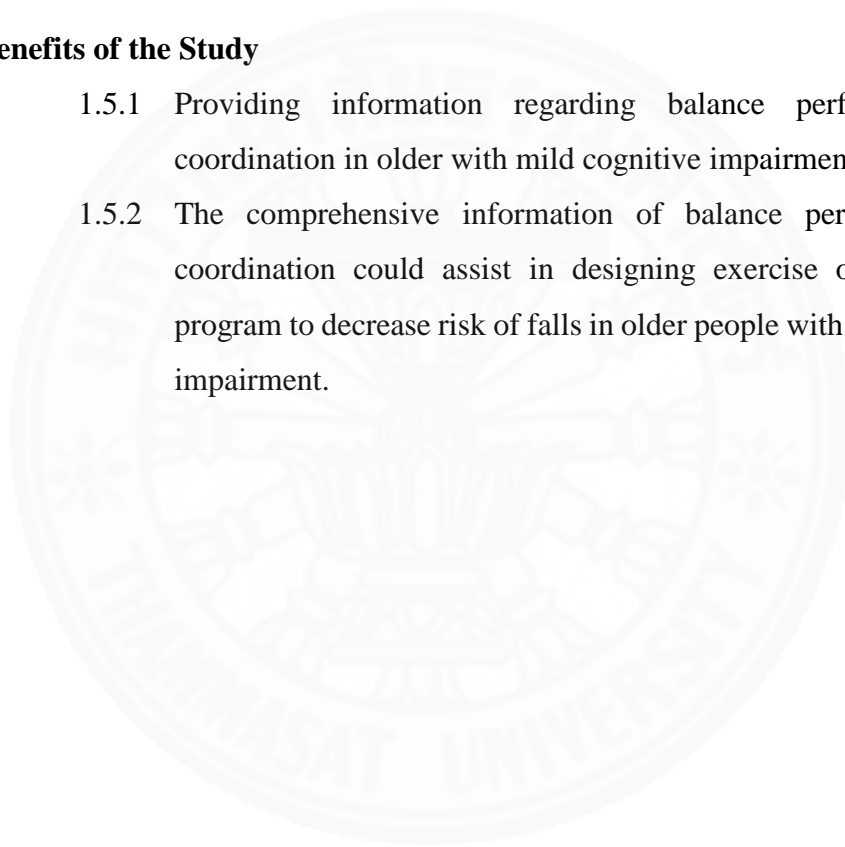 enefits of the Study
1.5.1 Providing information regarding balance perf
coordination in older with mild cognitive impairmen
1.5.2 The comprehensive information of balance per
coordination could assist in designing exercise o
program to decrease risk of falls in older people with
impairment.
THAMMASAT UNIVERSITY